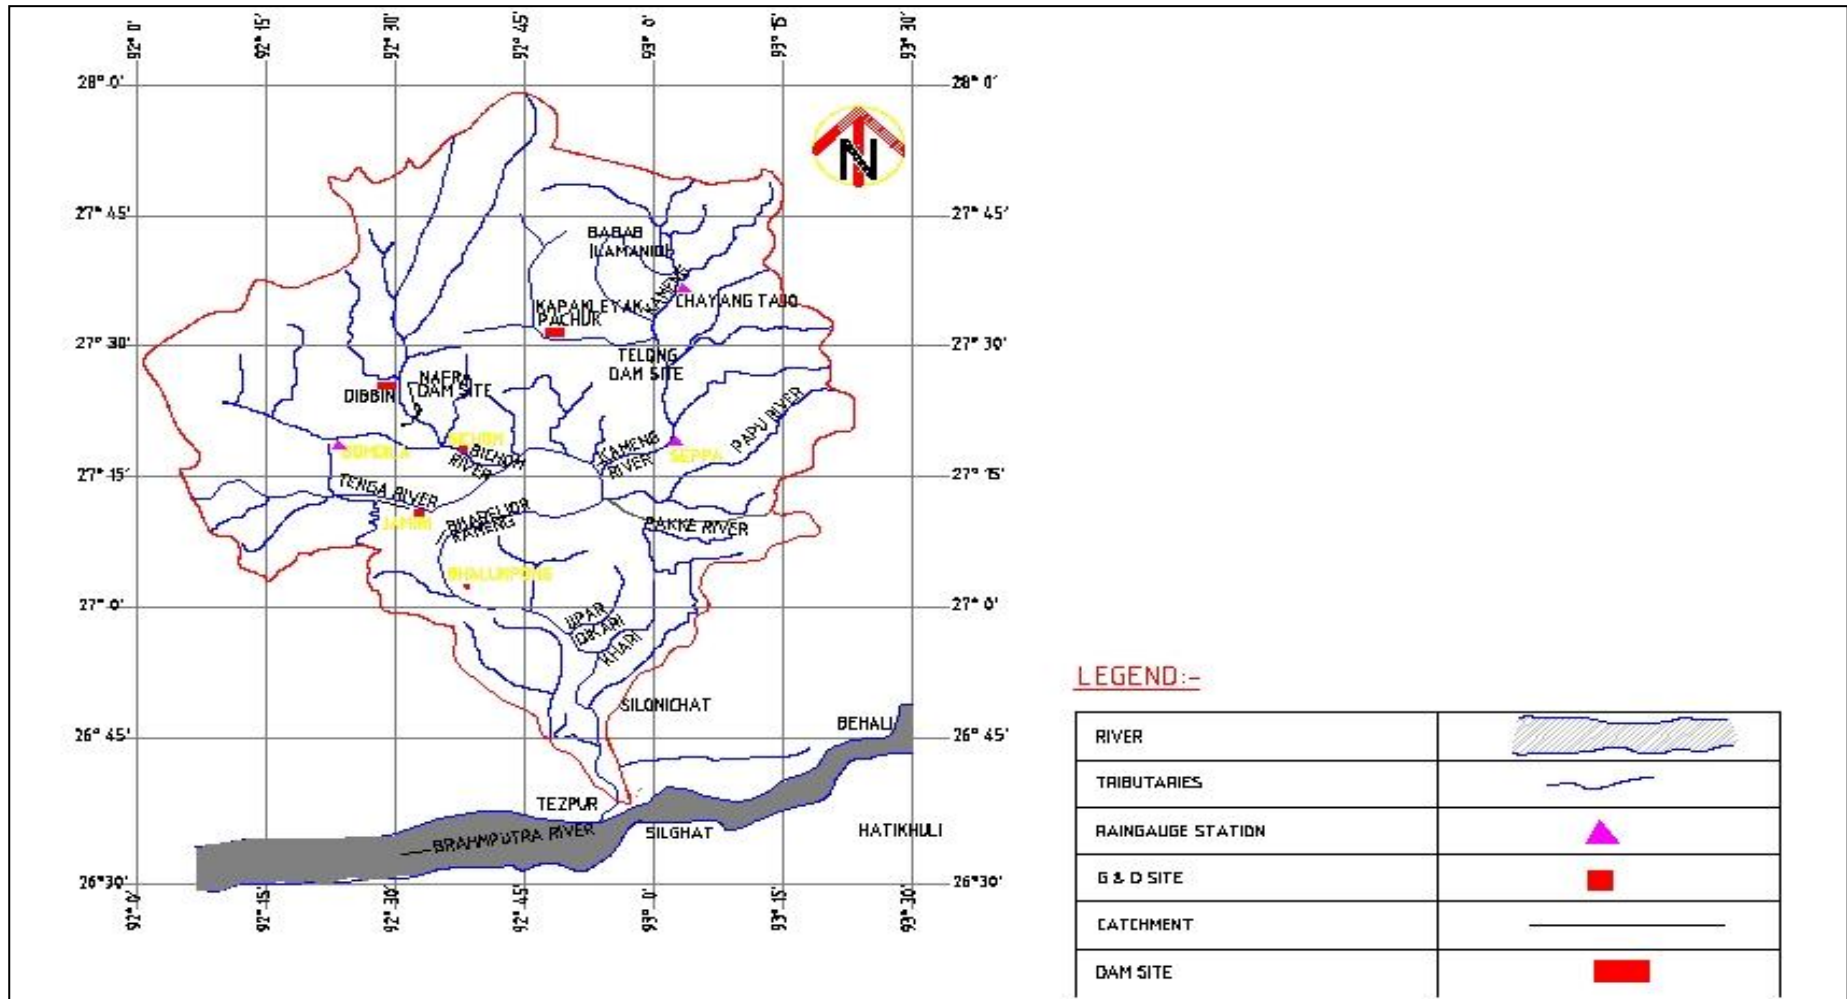 92° 0'
92° 15'
92° 30'
92° 45'
93° 0'
93° 15'
93° 30'
28° 0'
28° 0'
N
27° 45'
27° 45'
BABAB
KAMENG
CHAYANG TAJO
KAPAKLEYAK
PACHUK
27° 30'
27° 30'
TELONG
DAM SITE
NAFRA
DAM SITE
DIBBIN
PAPU RIVER
KAMENG
RIVER
SEPPA
BOMDILA
BICHOM
BICHOM
RIVER
27° 15'
27° 15'
TENGA RIVER
JAMIRI
KAMENG
PAKKE RIVER
27° 0'
27° 0'
UPAR
DIKARI
KHARI
SILONICHAT
BEHALI
26° 45'
26° 45'
TEZPUR
BRAHMPUTRA RIVER
SILGHAT
HATIKHULI
26° 30'
26° 30'
92° 0'
92° 15'
92° 30'
92° 45'
93° 0'
93° 15'
93° 30'
LEGEND:-
RIVER
TRIBUTARIES
RAINGAUGE STATION
G & D SITE
CATCHMENT
DAM SITE